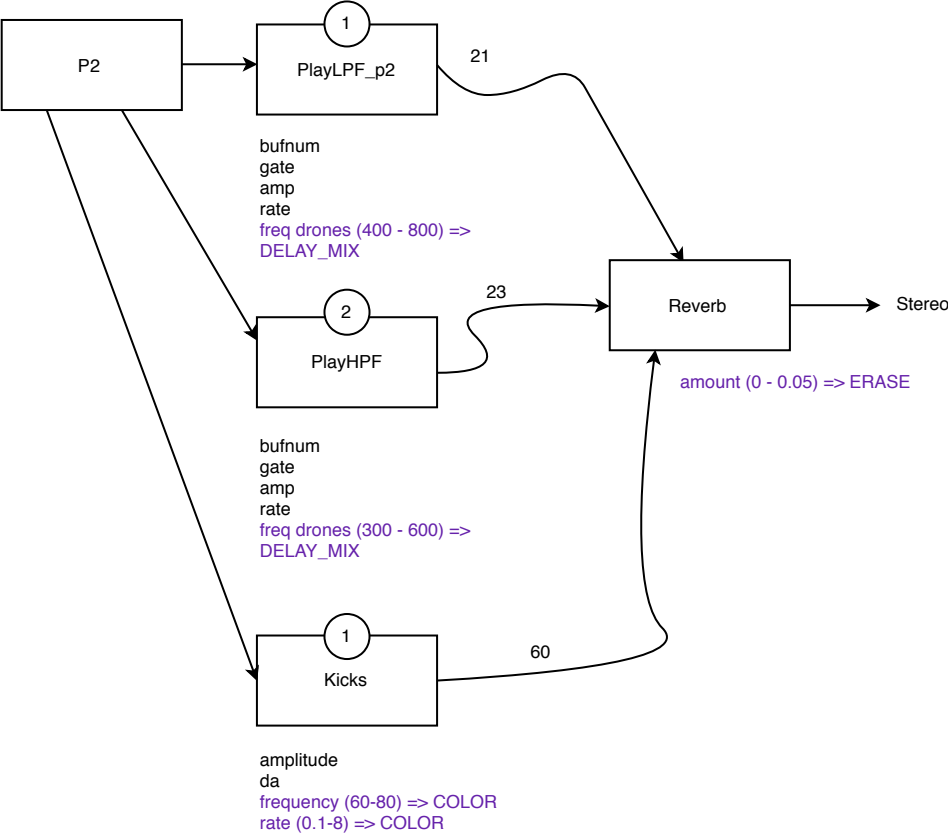 P2
1
PlayLPF_p2
21
bufnum
gate
amp
rate
freq drones (400 - 800) =>
DELAY_MIX
2
PlayHPF
23
Reverb
Stereo
amount (0 - 0.05) => ERASE
bufnum
gate
amp
rate
freq drones (300 - 600) =>
DELAY_MIX
1
Kicks
60
amplitude
da
frequency (60-80) => COLOR
rate (0.1-8) => COLOR